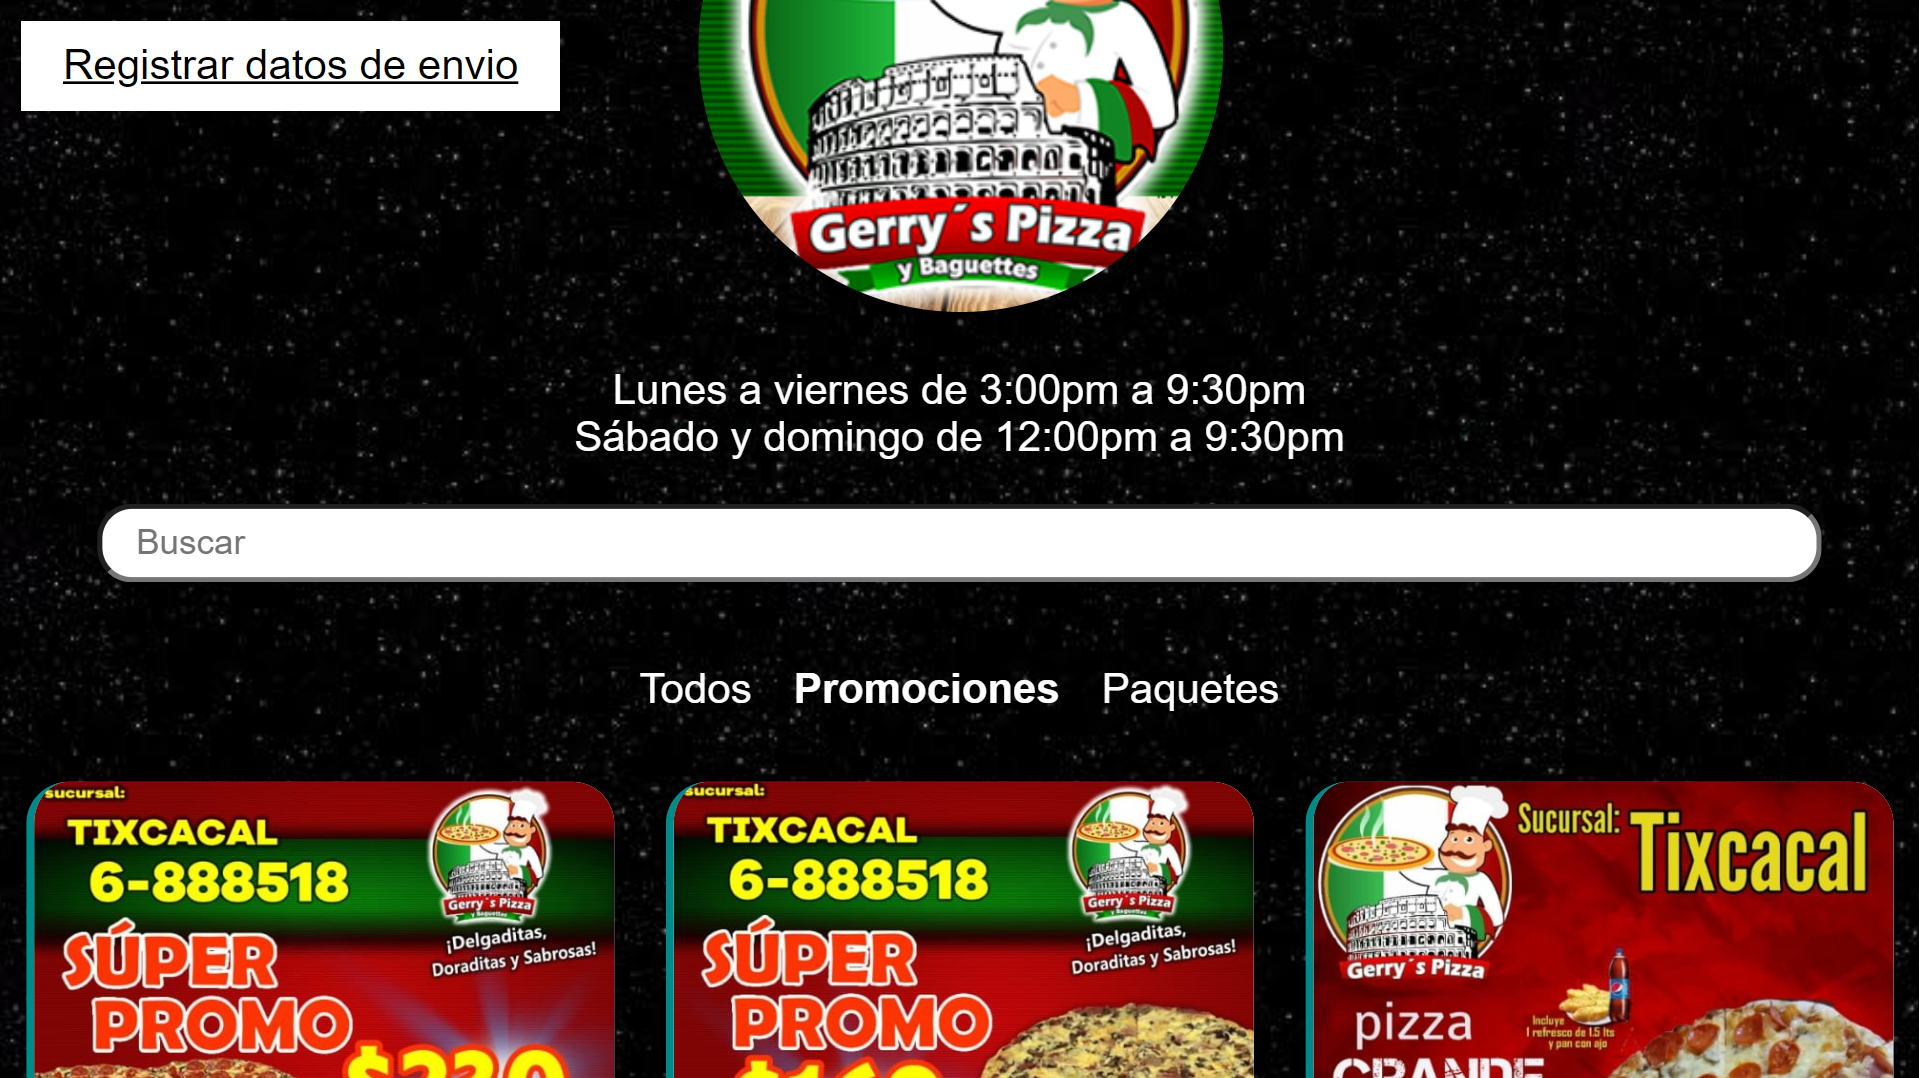 Registrar datos de envio
Gerry´s Pizza
y Baguettes
Lunes a viernes de 3:00pm a 9:30pm
Sábado y domingo de 12:00pm a 9:30pm
Buscar
Todos Promociones Paquetes
sucursal:
TIXCACAL
6-888518
Gerry´s Pizza
y Baguettes
¡Delgaditas,
Doraditas y Sabrosas!
SÚPER
PROMO
sucursal:
TIXCACAL
6-888518
Gerry´s Pizza
y Baguettes
¡Delgaditas,
Doraditas y Sabrosas!
SÚPER
PROMO
Sucursal: Tixcacal
Gerry´s Pizza
Incluye
1 refresco de 1.5 lts
y pan con ajo
pizza
GRANDE